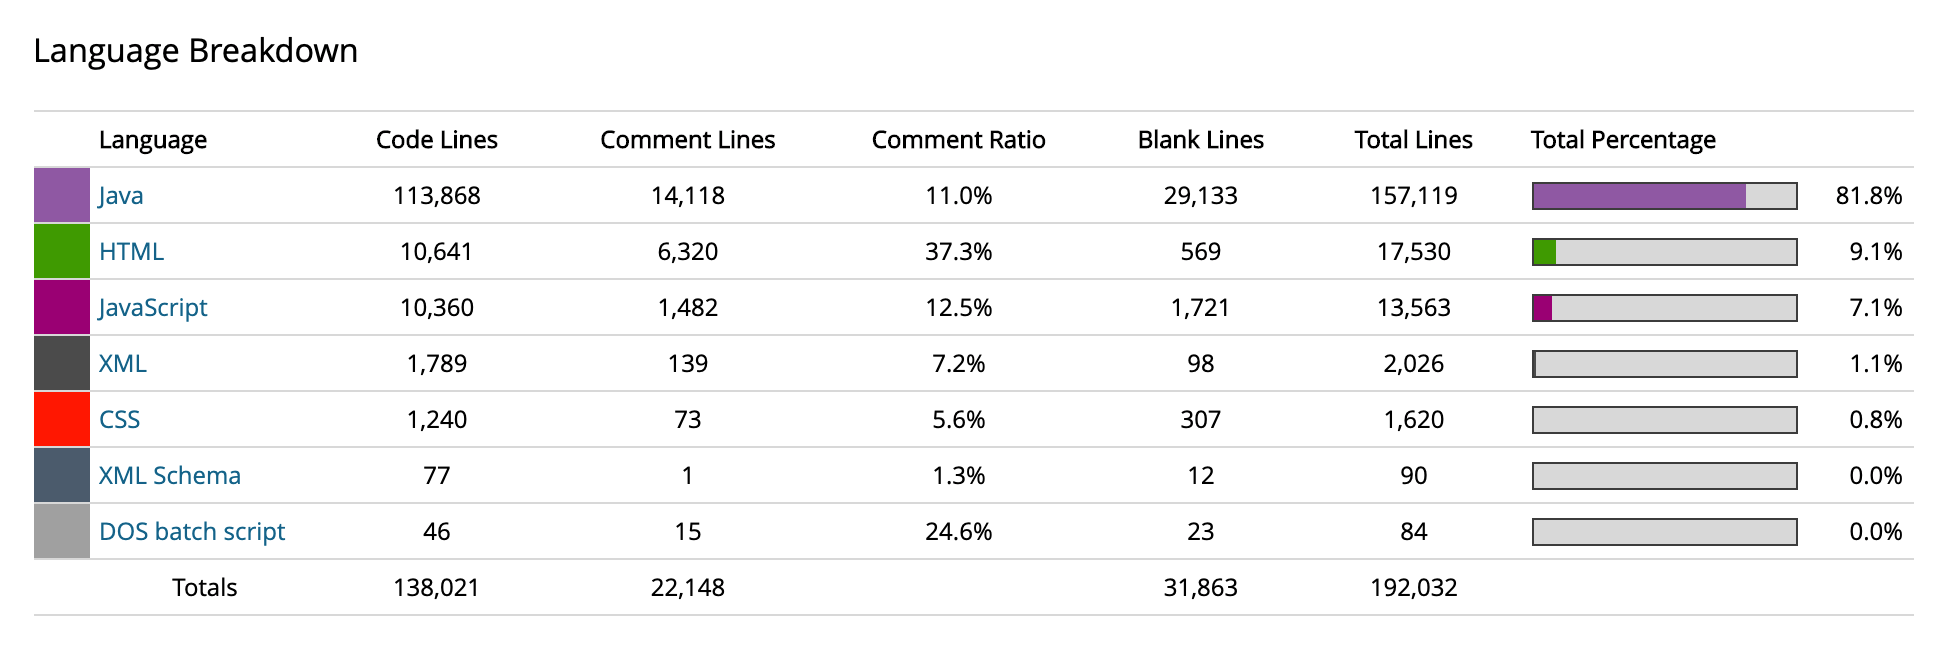 Language Breakdown
Language Code Lines Comment Lines Comment Ratio Blank Lines Total Lines Total Percentage
Java 113,868 14,118 11.0% 29,133 157,119 81.8%
HTML 10,641 6,320 37.3% 569 17,530 9.1%
JavaScript 10,360 1,482 12.5% 1,721 13,563 7.1%
XML 1,789 139 7.2% 98 2,026 1.1%
CSS 1,240 73 5.6% 307 1,620 0.8%
XML Schema 77 1 1.3% 12 90 0.0%
DOS batch script 46 15 24.6% 23 84 0.0%
Totals 138,021 22,148 31,863 192,032